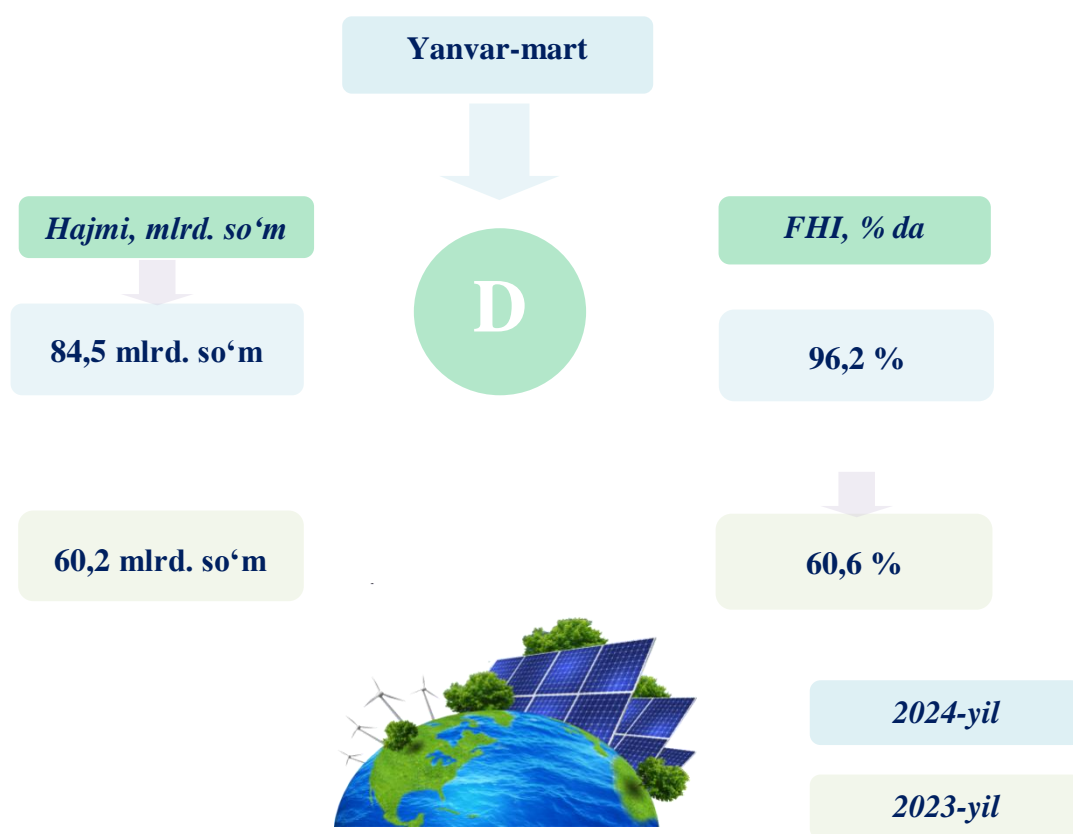 Yanvar-mart
Hajmi, mlrd. so‘m
FHI, % da
D
84,5 mlrd. so‘m
96,2 %
60,2 mlrd. so‘m
60,6 %
2024-yil
2023-yil